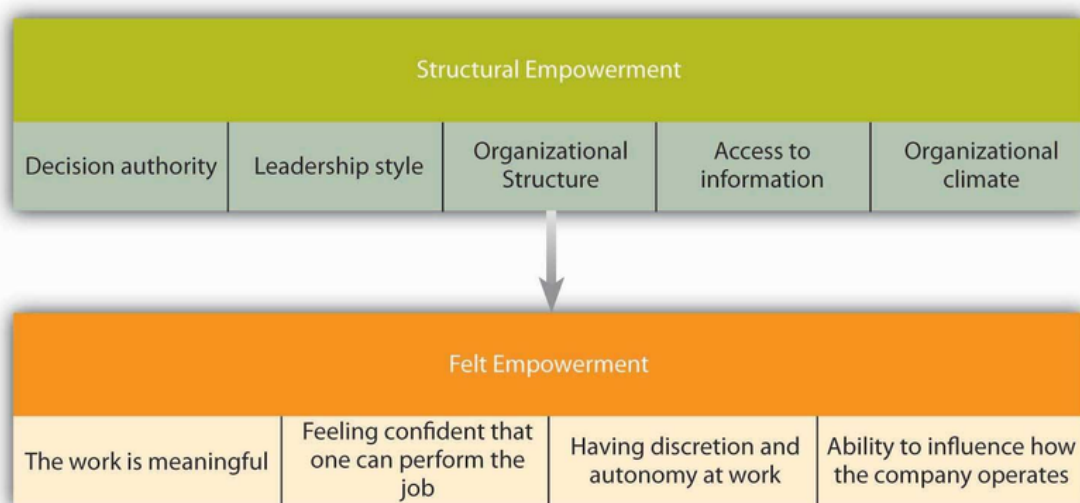 Structural Empowerment
Decision authority
Leadership style
Organizational
Structure
Access to
information
Organizational
climate
Felt Empowerment
The work is meaningful
Feeling confident that
one can perform the
job
Having discretion and
autonomy at work
Ability to influence how
the company operates